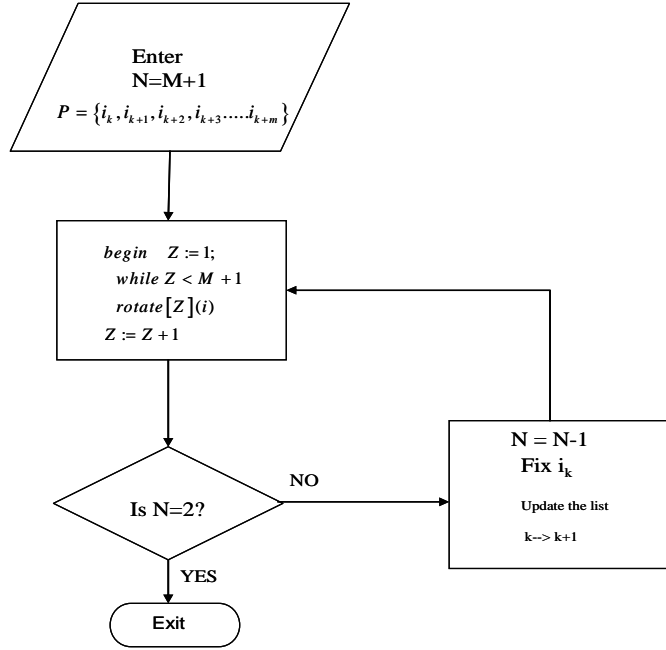 Enter
N=M+1
P = {i_k, i_{k+1}, i_{k+2}, i_{k+3}.....i_{k+m}}
begin Z := 1;
while Z < M + 1
rotate[Z](i)
Z := Z + 1
Is N=2?
NO
N = N-1
Fix i_k
Update the list
k--> k+1
YES
Exit